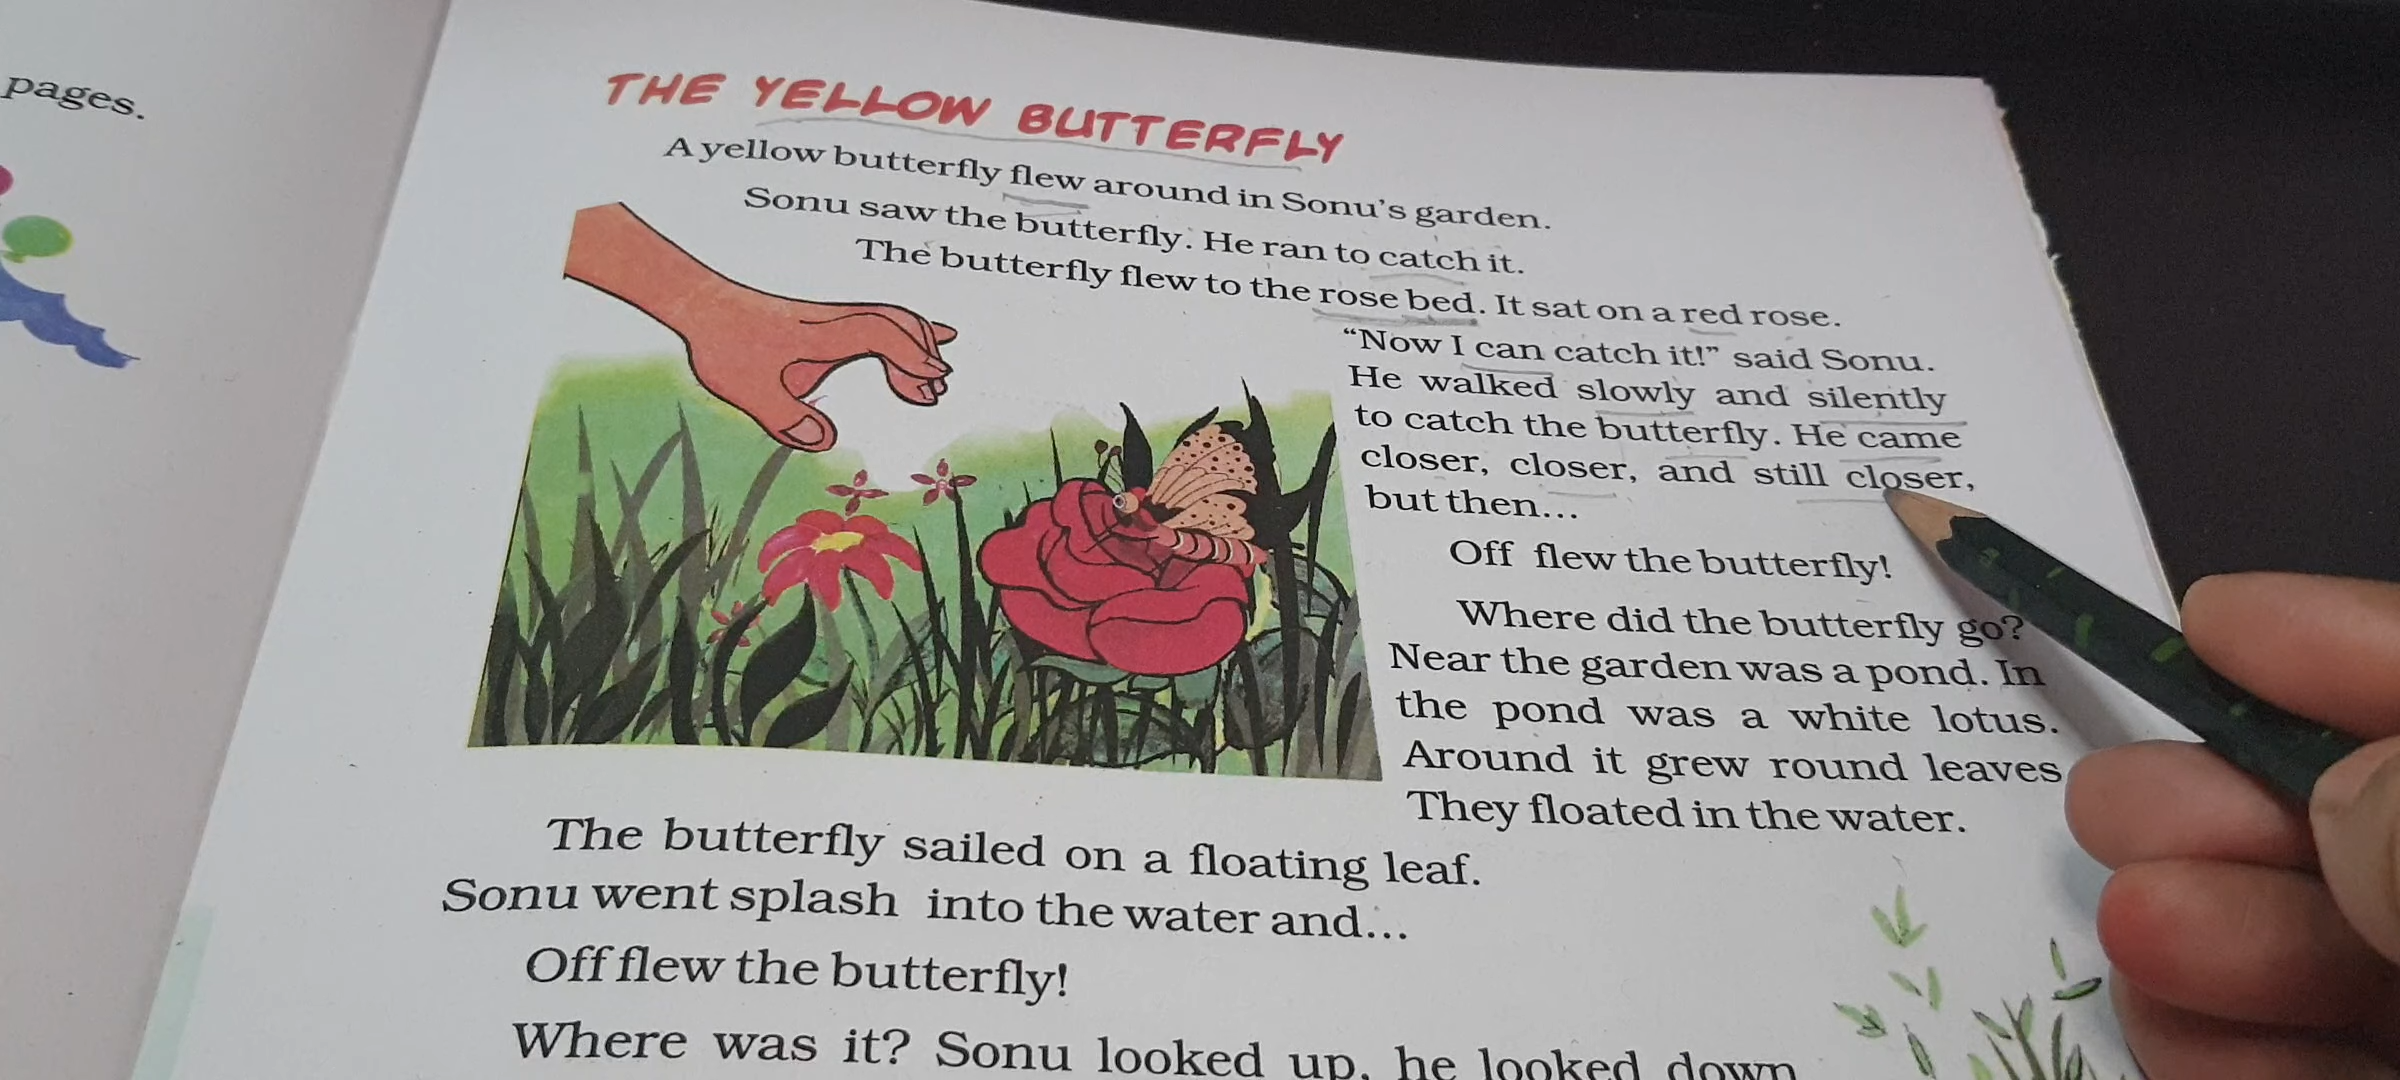 pages.
THE YELLOW BUTTERFLY
A yellow butterfly flew around in Sonu's garden.
Sonu saw the butterfly. He ran to catch it.
The butterfly flew to the rose bed. It sat on a red rose.
“Now I can catch it!” said Sonu.
He walked slowly and silently
to catch the butterfly. He came
closer, closer, and still closer,
but then...
Off flew the butterfly!
Where did the butterfly go?
Near the garden was a pond. In
the pond was a white lotus.
Around it grew round leaves
They floated in the water.
The butterfly sailed on a floating leaf.
Sonu went splash into the water and...
Off flew the butterfly!
Where was it? Sonu looked up, he looked down